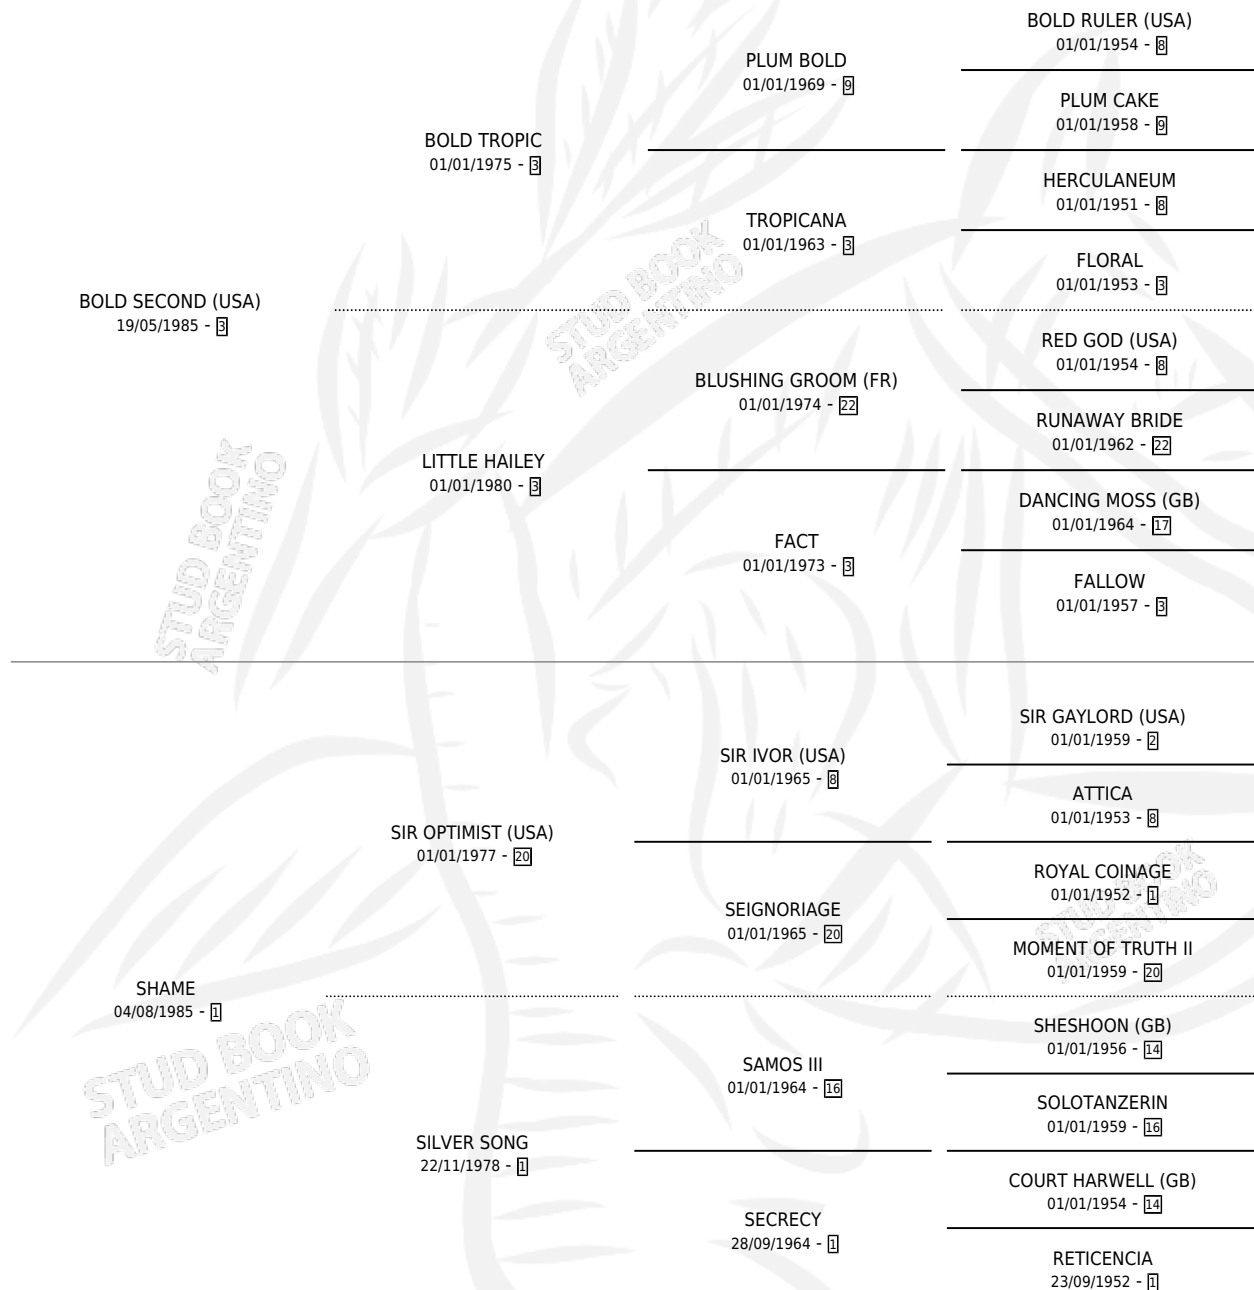 BOLD RULER (USA)
01/01/1954 - 8
PLUM BOLD
01/01/1969 - 9
PLUM CAKE
01/01/1958 - 9
BOLD TROPIC
01/01/1975 - 3
HERCULANEUM
01/01/1951 - 8
TROPICANA
01/01/1963 - 3
FLORAL
01/01/1953 - 3
BOLD SECOND (USA)
19/05/1985 - 3
RED GOD (USA)
01/01/1954 - 8
BLUSHING GROOM (FR)
01/01/1974 - 22
RUNAWAY BRIDE
01/01/1962 - 22
LITTLE HAILEY
01/01/1980 - 3
DANCING MOSS (GB)
01/01/1964 - 17
FACT
01/01/1973 - 3
FALLOW
01/01/1957 - 3
SIR GAYLORD (USA)
01/01/1959 - 2
SIR IVOR (USA)
01/01/1965 - 8
ATTICA
01/01/1953 - 8
SIR OPTIMIST (USA)
01/01/1977 - 20
ROYAL COINAGE
01/01/1952 - 1
SEIGNORIAGE
01/01/1965 - 20
MOMENT OF TRUTH II
01/01/1959 - 20
SHAME
04/08/1985 - 1
SHESHOON (GB)
01/01/1956 - 14
SAMOS III
01/01/1964 - 16
SOLOTANZERIN
01/01/1959 - 16
SILVER SONG
22/11/1978 - 1
COURT HARWELL (GB)
01/01/1954 - 14
SECRECY
28/09/1964 - 1
RETICENCIA
23/09/1952 - 1
STUD BOOK
ARGENTINO
STUD BOOK
ARGENTINO
STUD BOOK
ARGENTINO
STUD BOOK
ARGENTINO